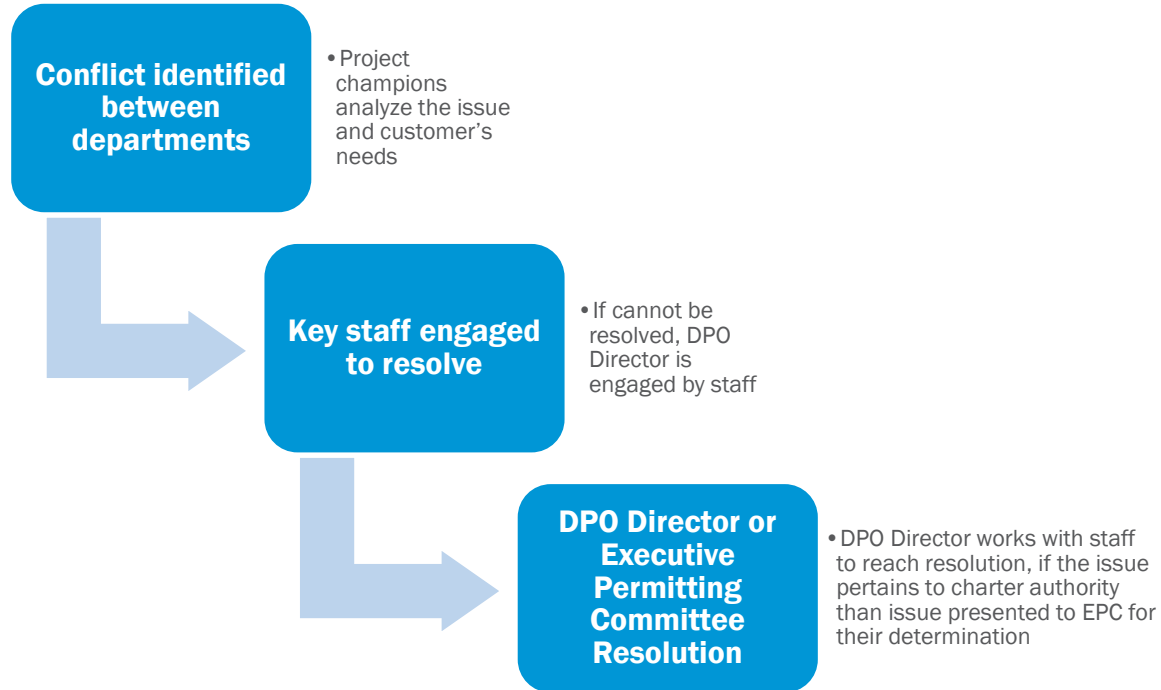 Conflict identified
between
departments
•Project
champions
analyze the issue
and customer’s
needs
Key staff engaged
to resolve
•If cannot be
resolved, DPO
Director is
engaged by staff
DPO Director or
Executive
Permitting
Committee
Resolution
•DPO Director works with staff
to reach resolution, if the issue
pertains to charter authority
than issue presented to EPC for
their determination